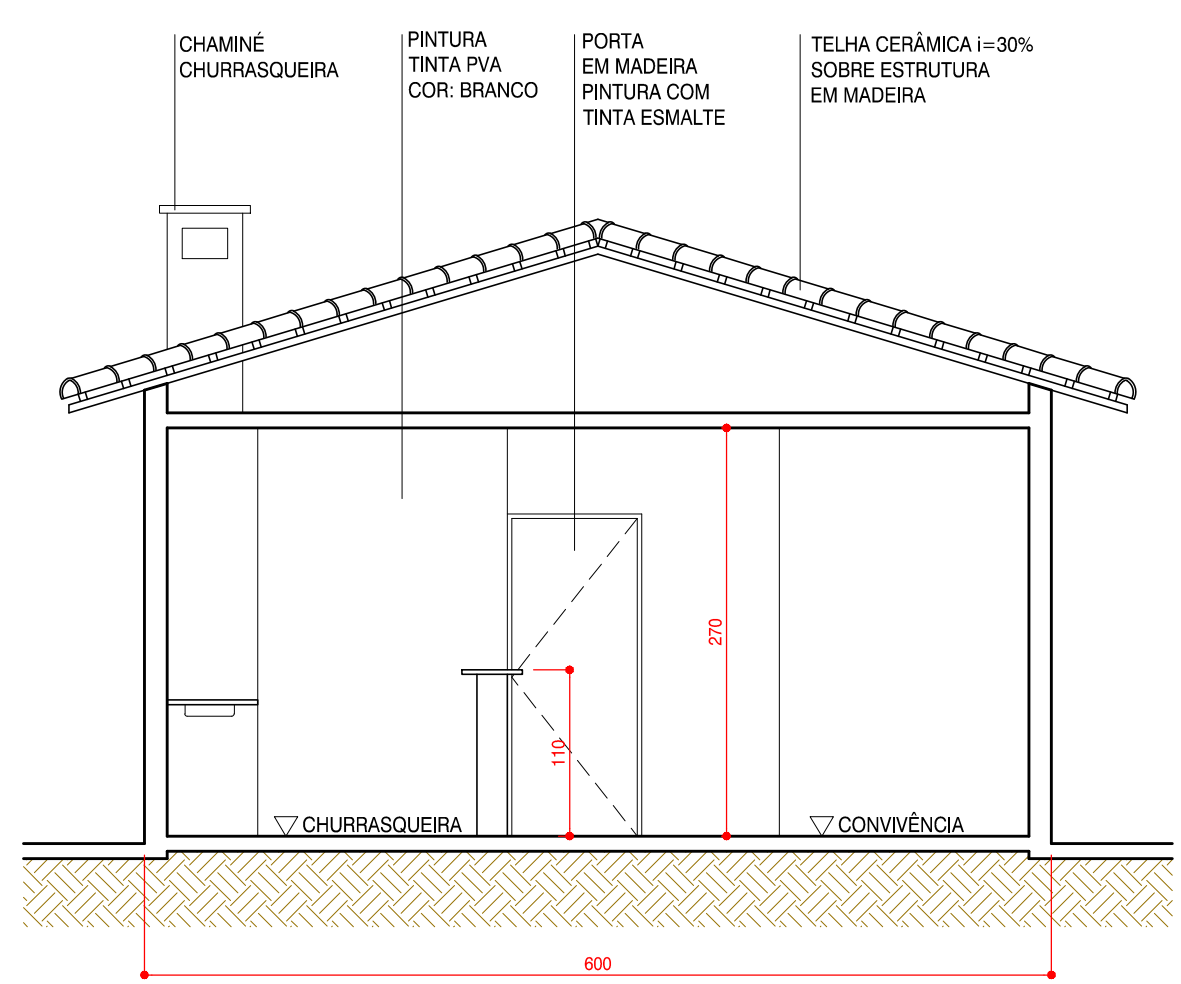 CHAMINÉ
CHURRASQUEIRA
PINTURA
TINTA PVA
COR: BRANCO
PORTA
EM MADEIRA
PINTURA COM
TINTA ESMALTE
TELHA CERÂMICA i=30%
SOBRE ESTRUTURA
EM MADEIRA
270
110
CHURRASQUEIRA
CONVIVÊNCIA
600